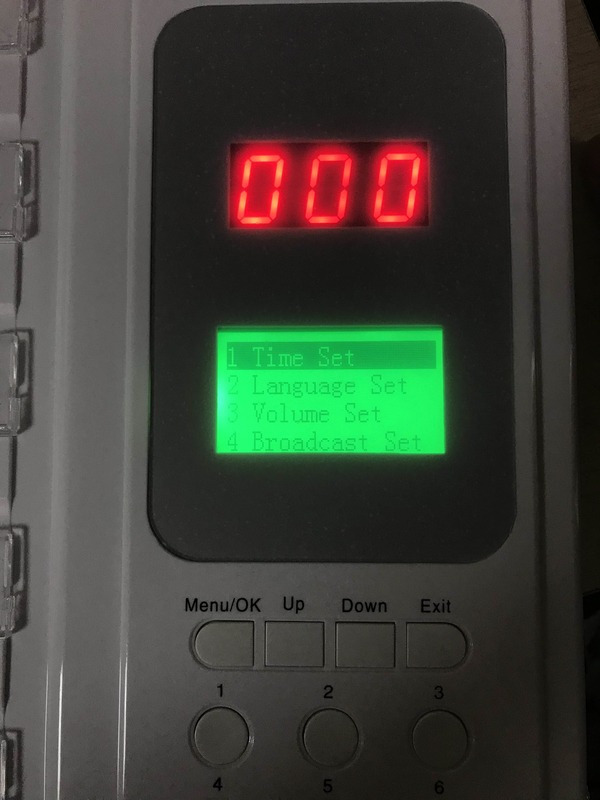 000
1 Time Set
2 Language Set
3 Volume Set
4 Broadcast Set
Menu/OK Up Down Exit
1 2 3
4 5 6